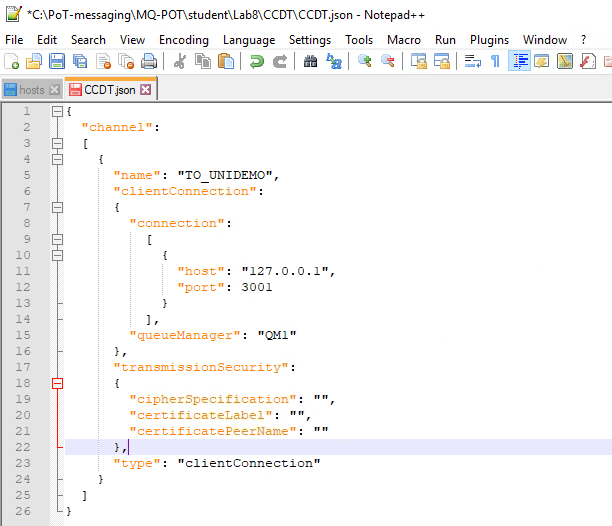 *C:\PoT-messaging\MQ-POT\student\Lab8\CCDT\CCDT.json - Notepad++
File Edit Search View Encoding Language Settings Tools Macro Run Plugins Window ?
hosts CCDT.json
1 {
2 "channel":
3 [
4 {
5 "name": "TO_UNIDEMO",
6 "clientConnection":
7 {
8 "connection":
9 [
10 {
11 "host": "127.0.0.1",
12 "port": 3001
13 }
14 ],
15 "queueManager": "QM1"
16 },
17 "transmissionSecurity":
18 {
19 "cipherSpecification": "",
20 "certificateLabel": "",
21 "certificatePeerName": ""
22 },
23 "type": "clientConnection"
24 }
25 ]
26 }